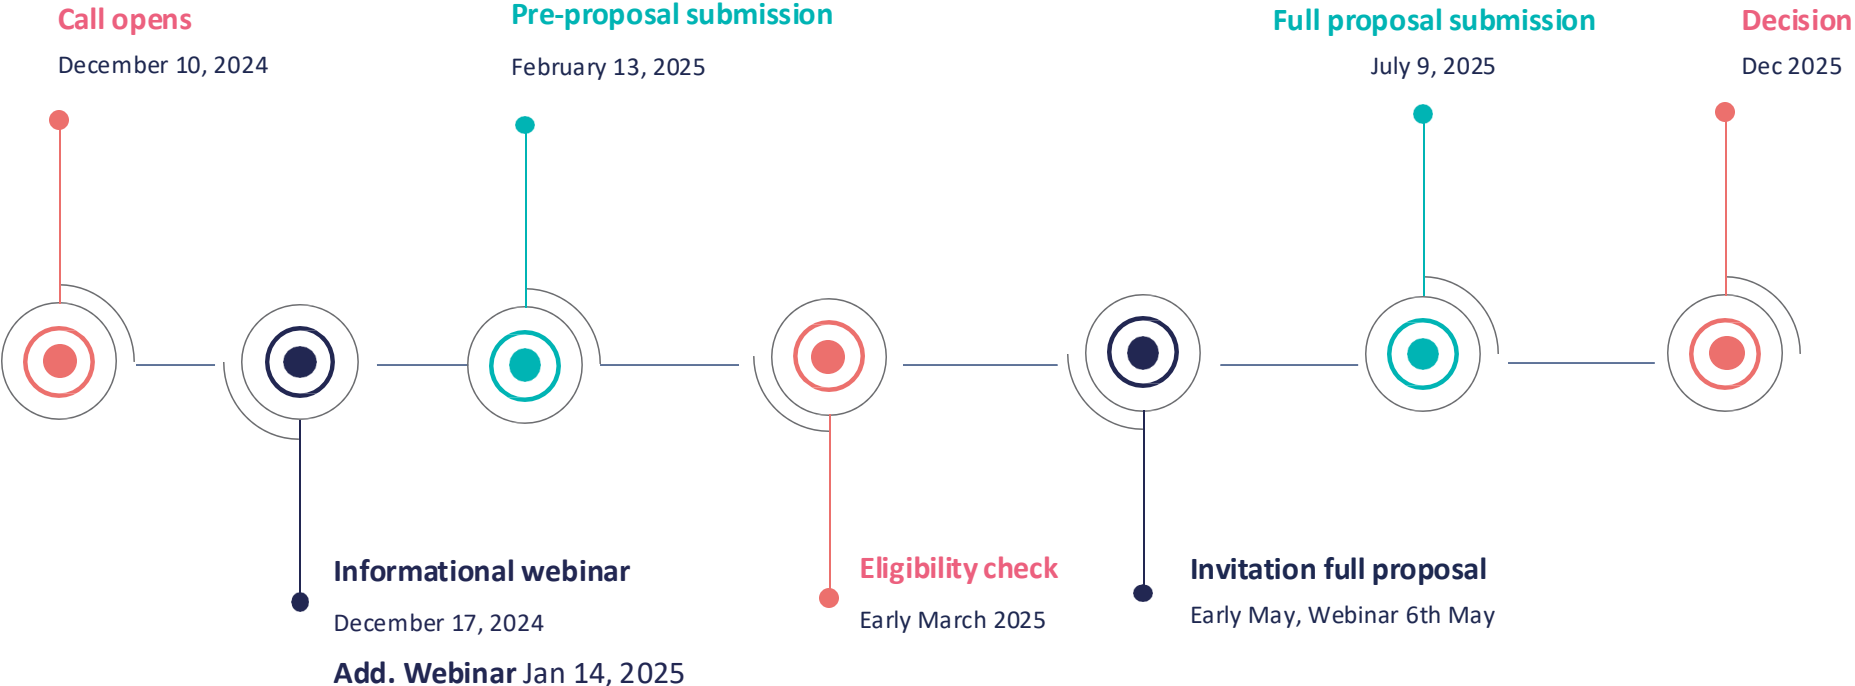 Call opens
December 10, 2024
Pre-proposal submission
February 13, 2025
Full proposal submission
July 9, 2025
Decision
Dec 2025
Informational webinar
December 17, 2024
Add. Webinar Jan 14, 2025
Eligibility check
Early March 2025
Invitation full proposal
Early May, Webinar 6th May